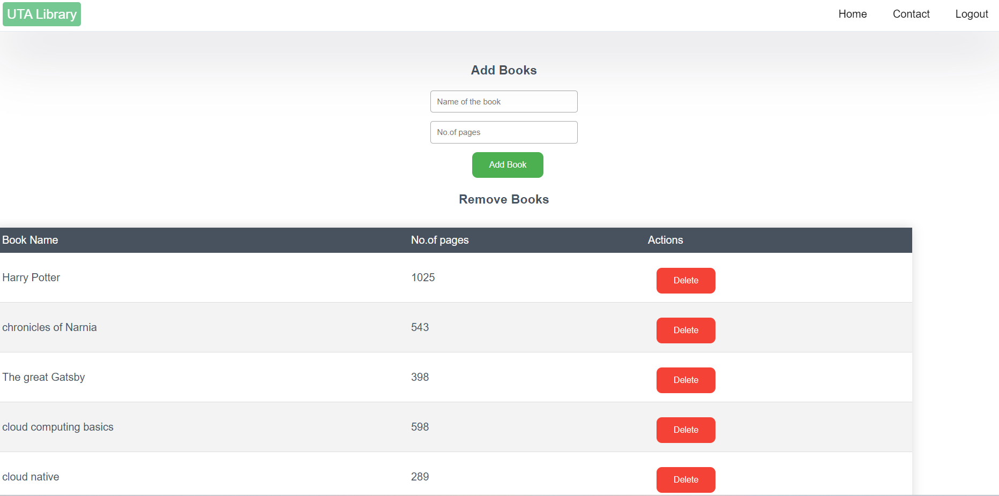 UTA Library Home Contact Logout
Add Books
Name of the book
No.of pages
Add Book
Remove Books
Book Name No.of pages Actions
Harry Potter 1025 Delete
chronicles of Narnia 543 Delete
The great Gatsby 398 Delete
cloud computing basics 598 Delete
cloud native 289 Delete